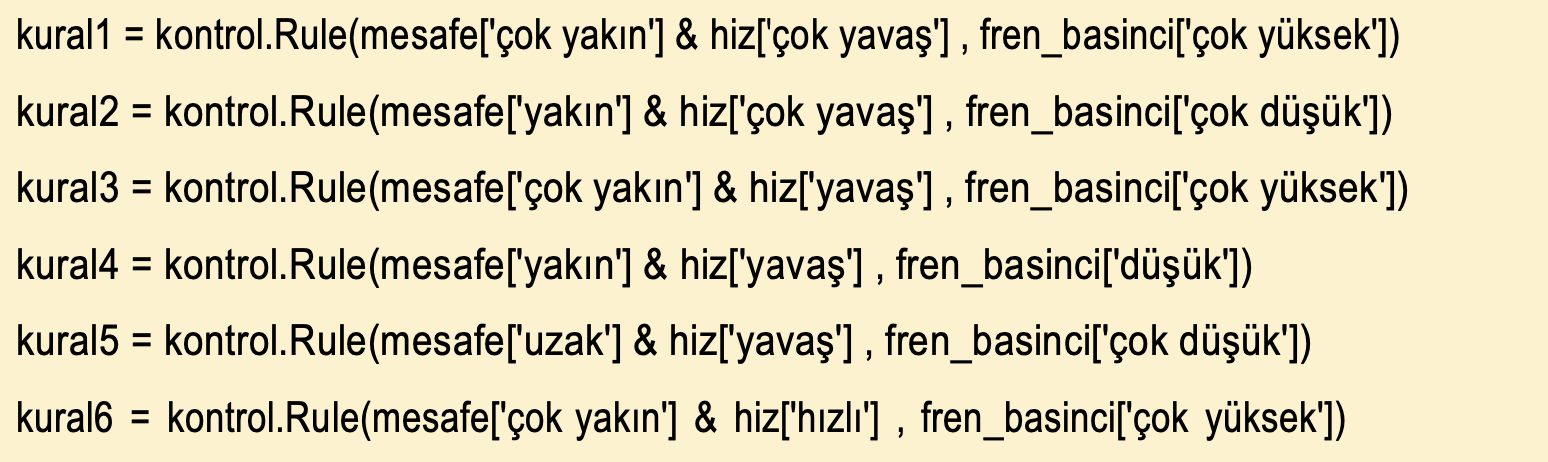 kural1 = kontrol.Rule(mesafe['çok yakın'] & hiz['çok yavaş'] , fren_basinci['çok yüksek'])
kural2 = kontrol.Rule(mesafe['yakın'] & hiz['çok yavaş'] , fren_basinci['çok düşük'])
kural3 = kontrol.Rule(mesafe['çok yakın'] & hiz['yavaş'] , fren_basinci['çok yüksek'])
kural4 = kontrol.Rule(mesafe['yakın'] & hiz['yavaş'] , fren_basinci['düşük'])
kural5 = kontrol.Rule(mesafe['uzak'] & hiz['yavaş'] , fren_basinci['çok düşük'])
kural6 = kontrol.Rule(mesafe['çok yakın'] & hiz['hızlı'] , fren_basinci['çok yüksek'])